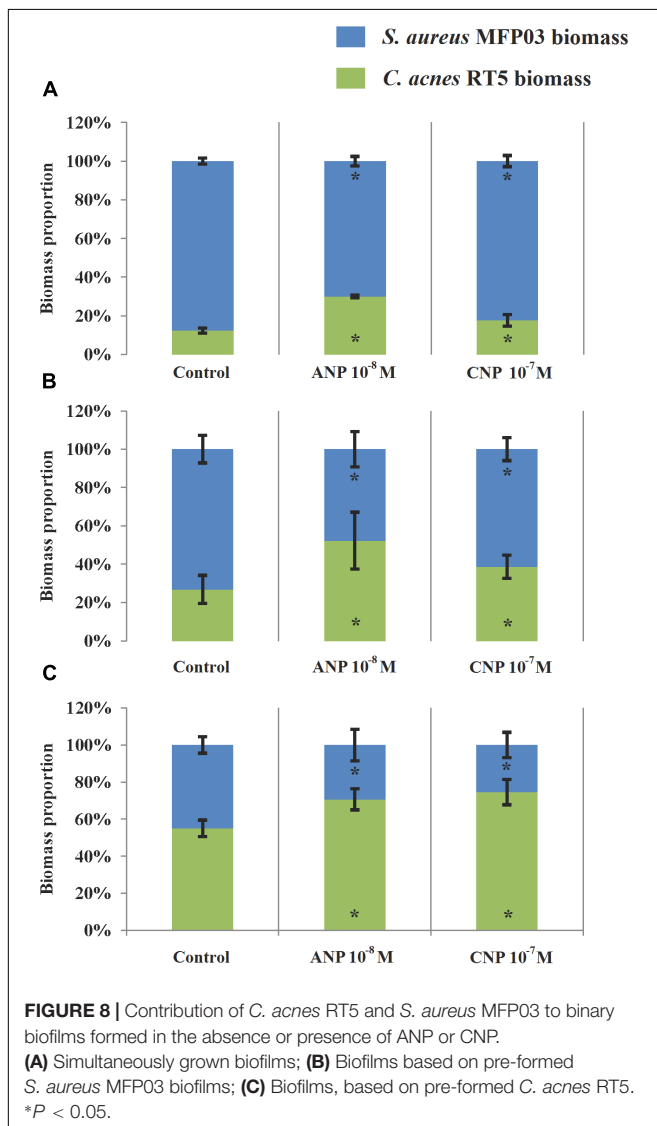 S. aureus MFP03 biomass
C. acnes RT5 biomass
A
Biomass proportion
120%
100%
80%
60%
40%
20%
0%
* *
* *
Control ANP 10⁻⁸ M CNP 10⁻⁷M
B
Biomass proportion
120%
100%
80%
60%
40%
20%
0%
* *
* *
Control ANP 10⁻⁸ M CNP 10⁻⁷M
C
Biomass proportion
120%
100%
80%
60%
40%
20%
0%
* *
* *
Control ANP 10⁻⁸ M CNP 10⁻⁷M
FIGURE 8 | Contribution of C. acnes RT5 and S. aureus MFP03 to binary
biofilms formed in the absence or presence of ANP or CNP.
(A) Simultaneously grown biofilms; (B) Biofilms based on pre-formed
S. aureus MFP03 biofilms; (C) Biofilms, based on pre-formed C. acnes RT5.
*P < 0.05.